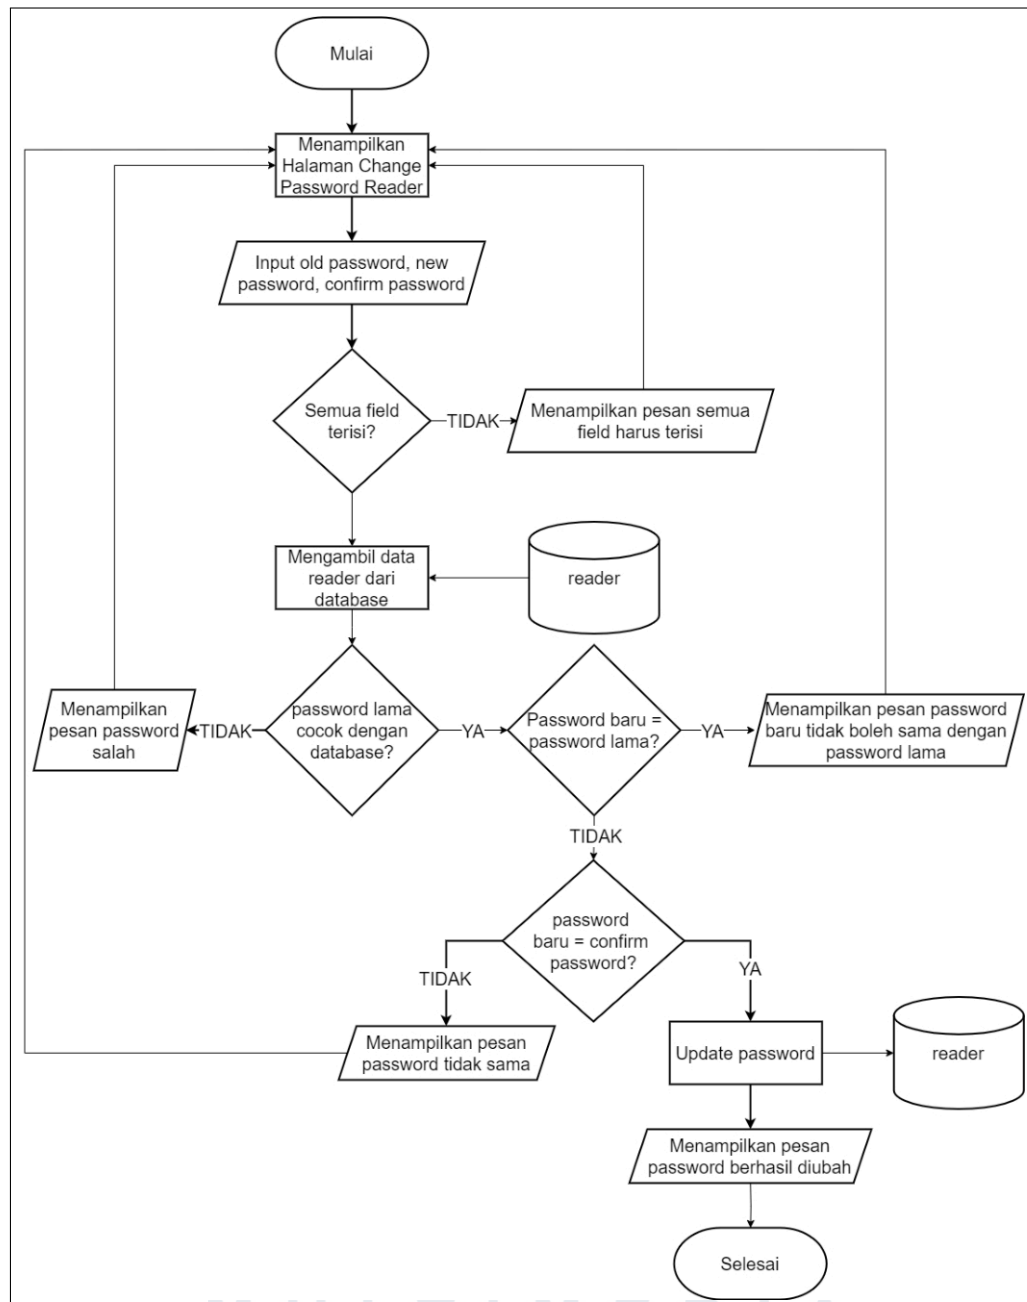 Mulai
Menampilkan
Halaman Change
Password Reader
Input old password, new
password, confirm password
Semua field
terisi?
TIDAK
Menampilkan pesan semua
field harus terisi
Mengambil data
reader dari
database
reader
Menampilkan
pesan password
salah
TIDAK
password lama
cocok dengan
database?
YA
Password baru =
password lama?
YA
Menampilkan pesan password
baru tidak boleh sama dengan
password lama
TIDAK
password
baru = confirm
password?
TIDAK
YA
Menampilkan pesan
password tidak sama
Update password
reader
Menampilkan pesan
password berhasil diubah
Selesai